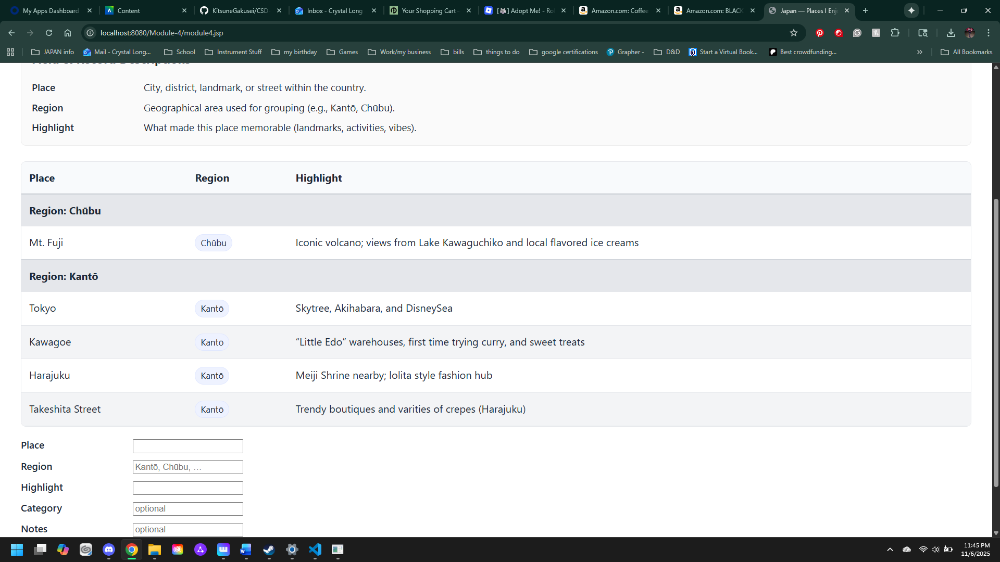 My Apps Dashboard
Content
KitsuneGakusei/CSD-
Inbox - Crystal Long
Your Shopping Cart -
[🐺] Adopt Me! - Ro
Amazon.com: Coffee
Amazon.com: BLACK
Japan — Places I Enj
localhost:8080/Module-4/module4.jsp
JAPAN info
Mail - Crystal Long...
School
Instrument Stuff
my birthday
Games
Work/my business
bills
things to do
google certifications
Grapher -
D&D
Start a Virtual Book...
Best crowdfunding...
All Bookmarks
Place City, district, landmark, or street within the country.
Region Geographical area used for grouping (e.g., Kantō, Chūbu).
Highlight What made this place memorable (landmarks, activities, vibes).
Place Region Highlight
Region: Chūbu
Mt. Fuji Chūbu Iconic volcano; views from Lake Kawaguchiko and local flavored ice creams
Region: Kantō
Tokyo Kantō Skytree, Akihabara, and DisneySea
Kawagoe Kantō “Little Edo” warehouses, first time trying curry, and sweet treats
Harajuku Kantō Meiji Shrine nearby; lolita style fashion hub
Takeshita Street Kantō Trendy boutiques and varities of crepes (Harajuku)
Place
Region Kantō, Chūbu, …
Highlight
Category optional
Notes optional
11:45 PM
11/6/2025